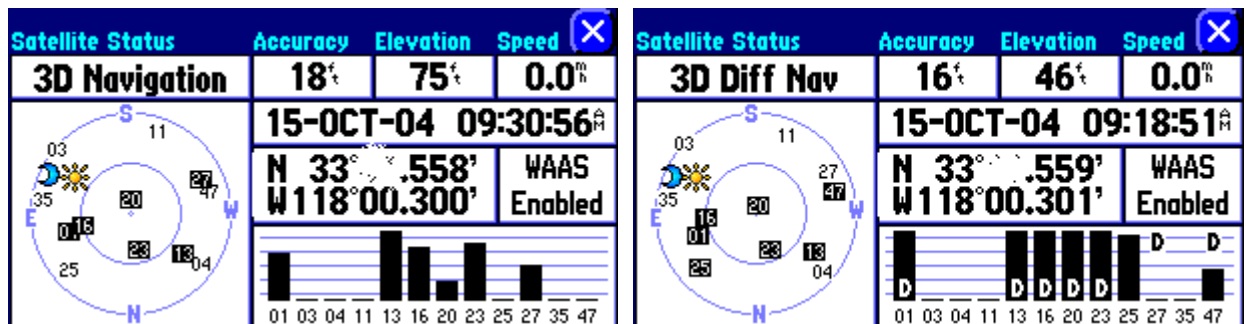 Satellite Status Accuracy Elevation Speed X
3D Navigation 18ft 75ft 0.0mh
15-OCT-04 09:30:56AM
N 33° .558' WAAS
W118°00.300' Enabled
S
11
03
27
47
35
20
E
W
01 16
23
13
04
25
N
01 03 04 11 13 16 20 23 25 27 35 47
Satellite Status Accuracy Elevation Speed X
3D Diff Nav 16ft 46ft 0.0mh
15-OCT-04 09:18:51AM
N 33° .559' WAAS
W118°00.301' Enabled
S
11
03
27
47
35
20
E
W
16
01
23
13
04
25
N
D D
D D D D D
01 03 04 11 13 16 20 23 25 27 35 47